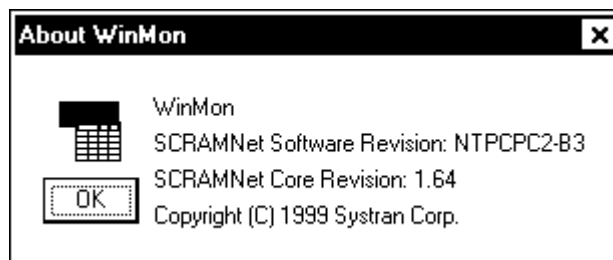 About WinMon
WinMon
SCRAMNet Software Revision: NTPCPC2-B3
SCRAMNet Core Revision: 1.64
OK
Copyright (C) 1999 Systran Corp.